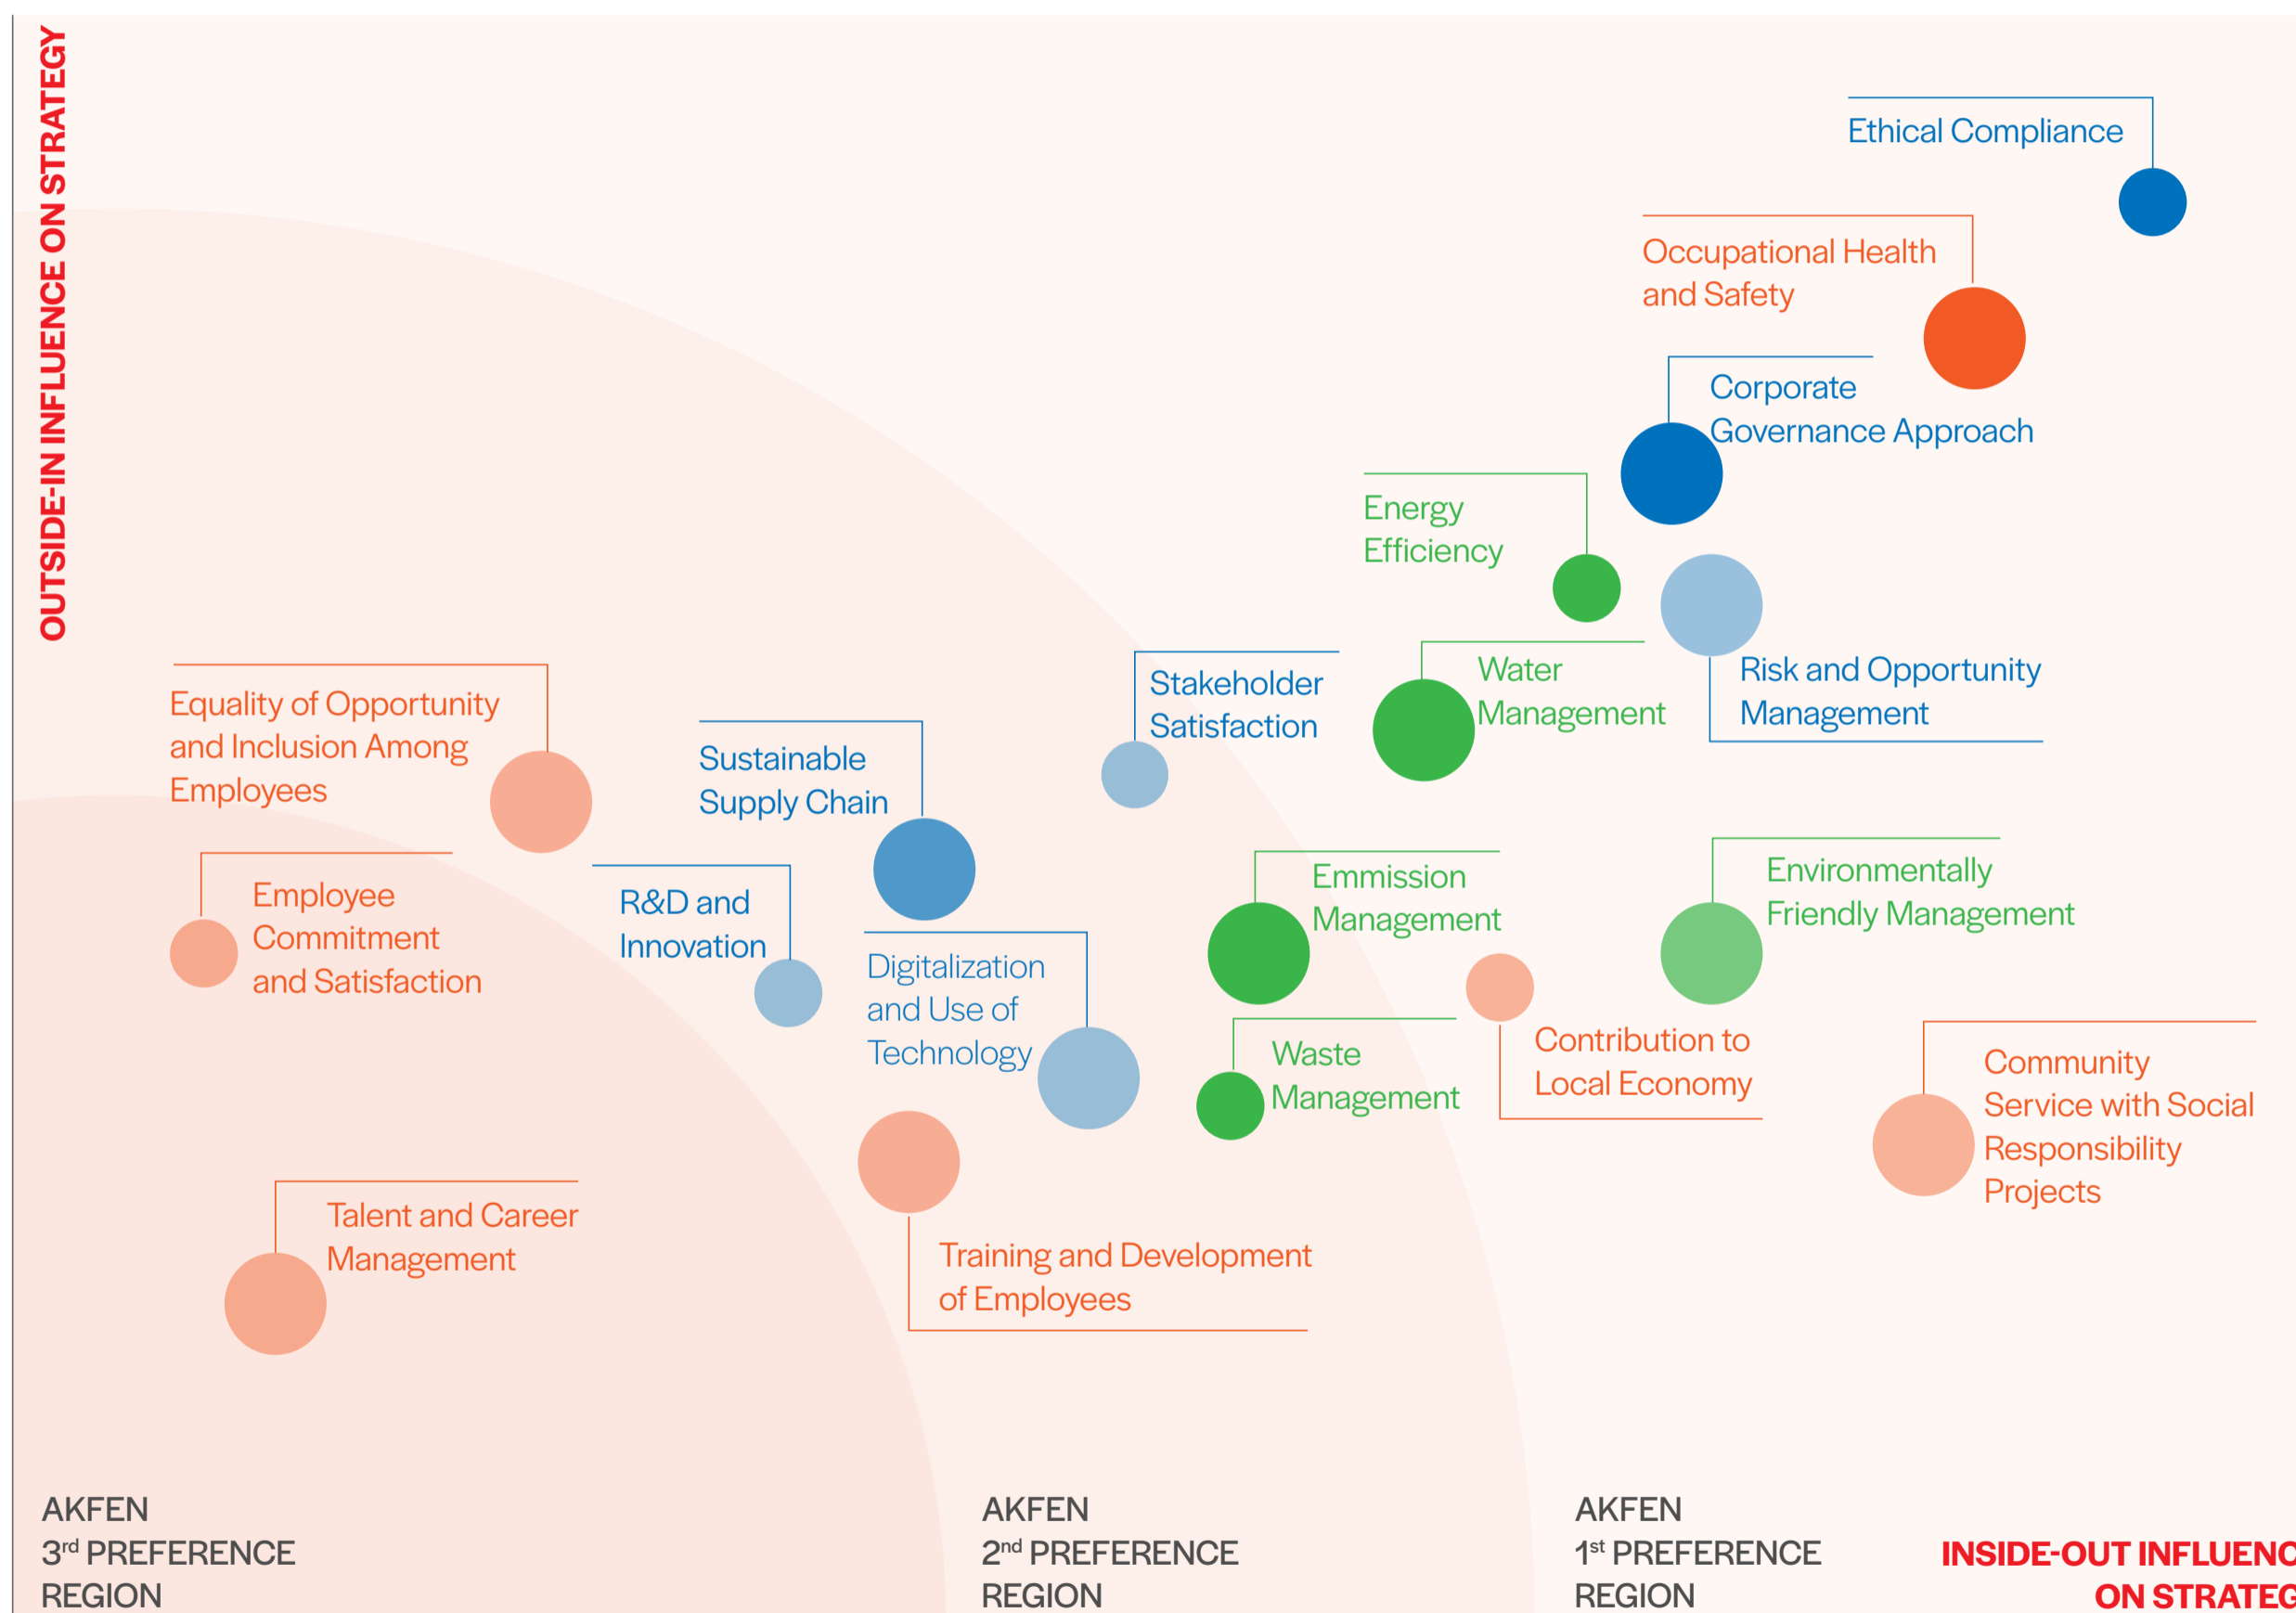 OUTSIDE-IN INFLUENCE ON STRATEGY
Ethical Compliance
Occupational Health
and Safety
Corporate
Governance Approach
Energy
Efficiency
Water
Management
Risk and Opportunity
Management
Stakeholder
Satisfaction
Equality of Opportunity
and Inclusion Among
Employees
Sustainable
Supply Chain
Employee
Commitment
and Satisfaction
R&D and
Innovation
Digitalization
and Use of
Technology
Emmission
Management
Environmentally
Friendly Management
Waste
Management
Contribution to
Local Economy
Community
Service with Social
Responsibility
Projects
Talent and Career
Management
Training and Development
of Employees
AKFEN
3rd PREFERENCE
REGION
AKFEN
2nd PREFERENCE
REGION
AKFEN
1st PREFERENCE
REGION
INSIDE-OUT INFLUENC
ON STRATEG